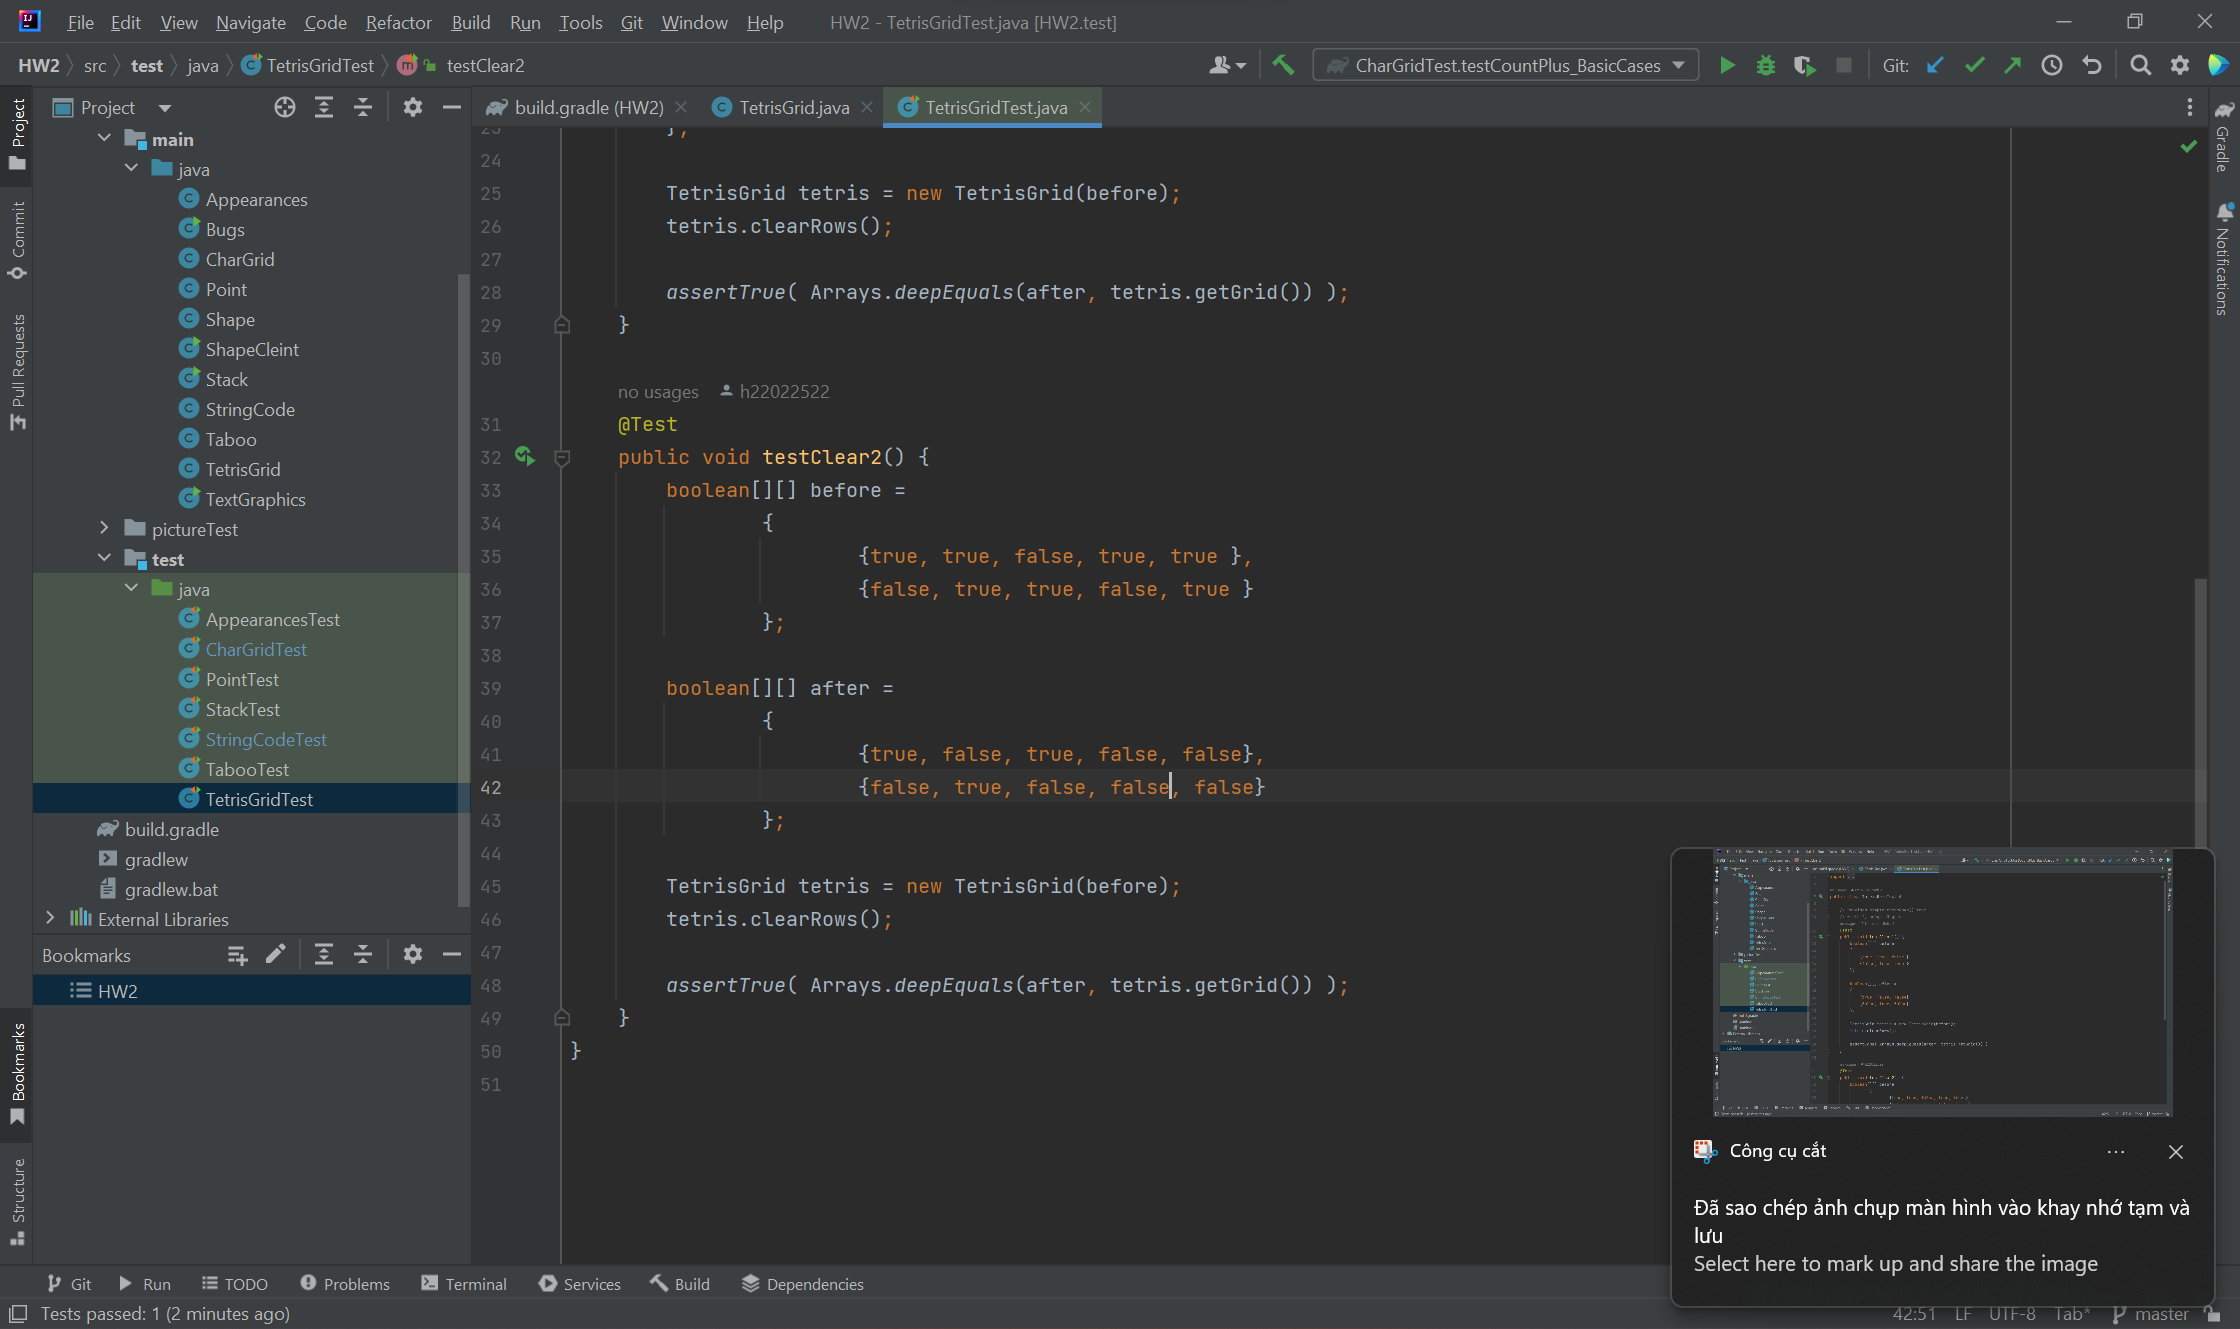 File Edit View Navigate Code Refactor Build Run Tools Git Window Help HW2 - TetrisGridTest.java [HW2.test]
HW2 src test java TetrisGridTest m testClear2 CharGridTest.testCountPlus_BasicCases Git:
Project
build.gradle (HW2) TetrisGrid.java TetrisGridTest.java
main
java
Appearances
Bugs
CharGrid
Point
Shape
ShapeCleint
Stack
StringCode
Taboo
TetrisGrid
TextGraphics
pictureTest
test
java
AppearancesTest
CharGridTest
PointTest
StackTest
StringCodeTest
TabooTest
TetrisGridTest
build.gradle
gradlew
gradlew.bat
External Libraries
Bookmarks
HW2
Project
Commit
Pull Requests
Bookmarks
Structure
23 };
24
25 TetrisGrid tetris = new TetrisGrid(before);
26 tetris.clearRows();
27
28 assertTrue( Arrays.deepEquals(after, tetris.getGrid()) );
29 }
30
no usages h22022522
31 @Test
32 public void testClear2() {
33 boolean[][] before =
34 {
35 {true, true, false, true, true },
36 {false, true, true, false, true }
37 };
38
39 boolean[][] after =
40 {
41 {true, false, true, false, false},
42 {false, true, false, false, false}
43 };
44
45 TetrisGrid tetris = new TetrisGrid(before);
46 tetris.clearRows();
47
48 assertTrue( Arrays.deepEquals(after, tetris.getGrid()) );
49 }
50 }
51
Gradle
Notifications
Công cụ cắt
Đã sao chép ảnh chụp màn hình vào khay nhớ tạm và
lưu
Select here to mark up and share the image
Git Run TODO Problems Terminal Services Build Dependencies
Tests passed: 1 (2 minutes ago) 42:51 LF UTF-8 Tab* master